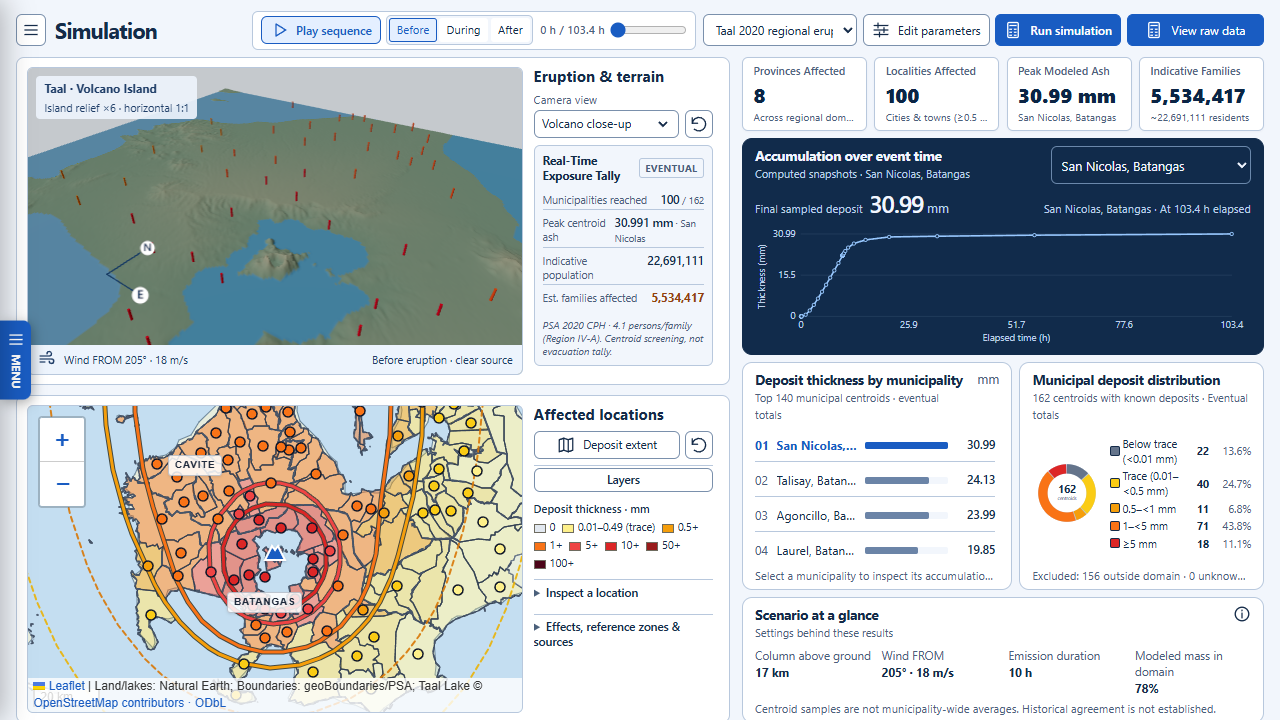 Simulation
Play sequence
Before
During
After
0 h / 103.4 h
Taal 2020 regional eru
Edit parameters
Run simulation
View raw data
Taal · Volcano Island
Island relief ×6 · horizontal 1:1
N
E
Wind FROM 205° · 18 m/s
Before eruption · clear source
MENU
Eruption & terrain
Camera view
Volcano close-up
Real-Time
Exposure Tally
EVENTUAL
Municipalities reached 100 / 162
Peak centroid
ash
30.991 mm · San
Nicolas
Indicative
population
22,691,111
Est. families affected 5,534,417
PSA 2020 CPH · 4.1 persons/family
(Region IV-A). Centroid screening, not
evacuation tally.
Provinces Affected
8
Across regional dom...
Localities Affected
100
Cities & towns (≥0.5 ...
Peak Modeled Ash
30.99 mm
San Nicolas, Batangas
Indicative Families
5,534,417
~22,691,111 residents
Accumulation over event time
Computed snapshots · San Nicolas, Batangas
San Nicolas, Batangas
Final sampled deposit 30.99 mm
San Nicolas, Batangas · At 103.4 h elapsed
Thickness (mm)
30.99
15.5
0
0
25.9
51.7
77.6
103.4
Elapsed time (h)
CAVITE
BATANGAS
+
−
Leaflet | Land/lakes: Natural Earth; Boundaries: geoBoundaries/PSA; Taal Lake ©
OpenStreetMap contributors · ODbL
Affected locations
Deposit extent
Layers
Deposit thickness · mm
0
0.01–0.49 (trace)
0.5+
1+
5+
10+
50+
100+
Inspect a location
Effects, reference zones &
sources
Deposit thickness by municipality mm
Top 140 municipal centroids · eventual
totals
01 San Nicolas,... 30.99
02 Talisay, Batan... 24.13
03 Agoncillo, Ba... 23.99
04 Laurel, Batan... 19.85
Select a municipality to inspect its accumulatio...
Municipal deposit distribution
162 centroids with known deposits · Eventual
totals
162
centroids
Below trace
(<0.01 mm)
22 13.6%
Trace (0.01–
<0.5 mm)
40 24.7%
0.5–<1 mm 11 6.8%
1–<5 mm 71 43.8%
≥5 mm 18 11.1%
Excluded: 156 outside domain · 0 unknow...
Scenario at a glance
Settings behind these results
Column above ground
17 km
Wind FROM
205° · 18 m/s
Emission duration
10 h
Modeled mass in
domain
78%
Centroid samples are not municipality-wide averages. Historical agreement is not established.